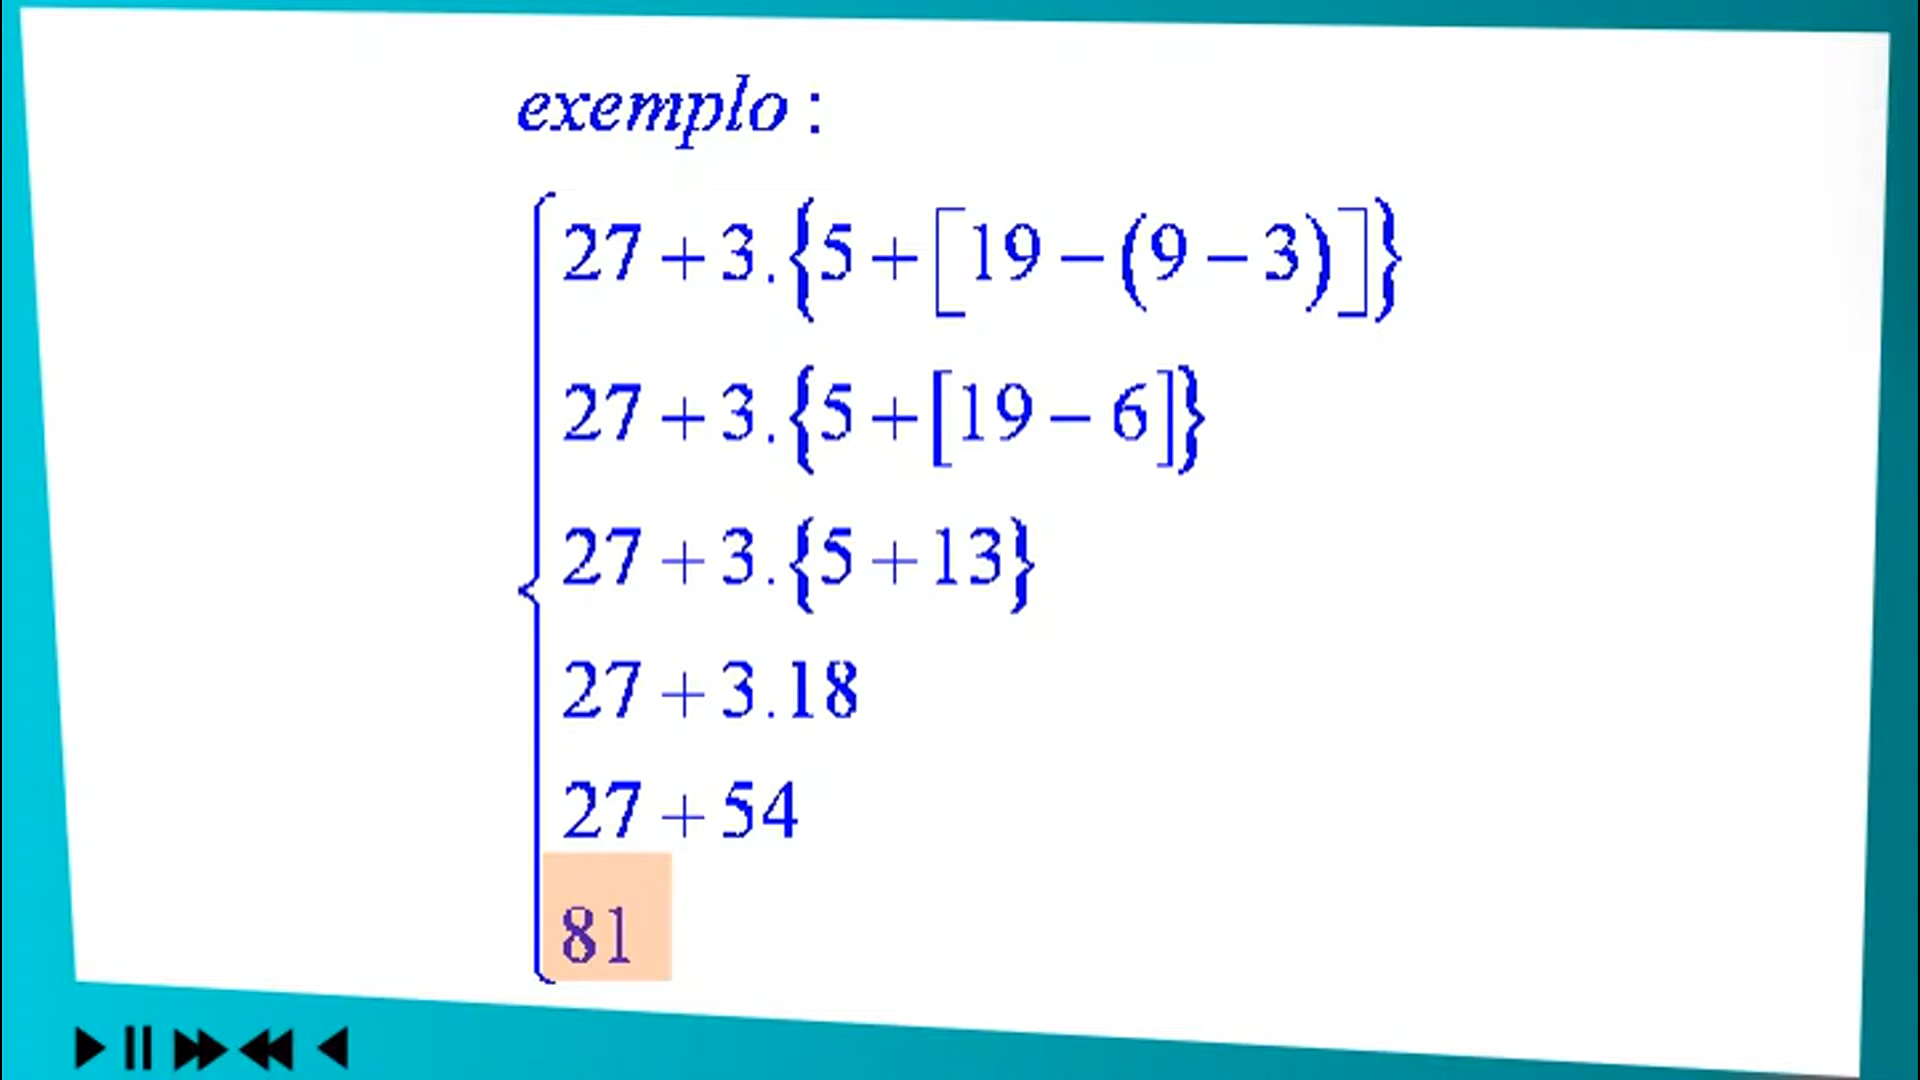 exemplo :
27 + 3.{5 + [19 − (9 − 3)]}
27 + 3.{5 + [19 − 6]}
27 + 3.{5 + 13}
27 + 3.18
27 + 54
81